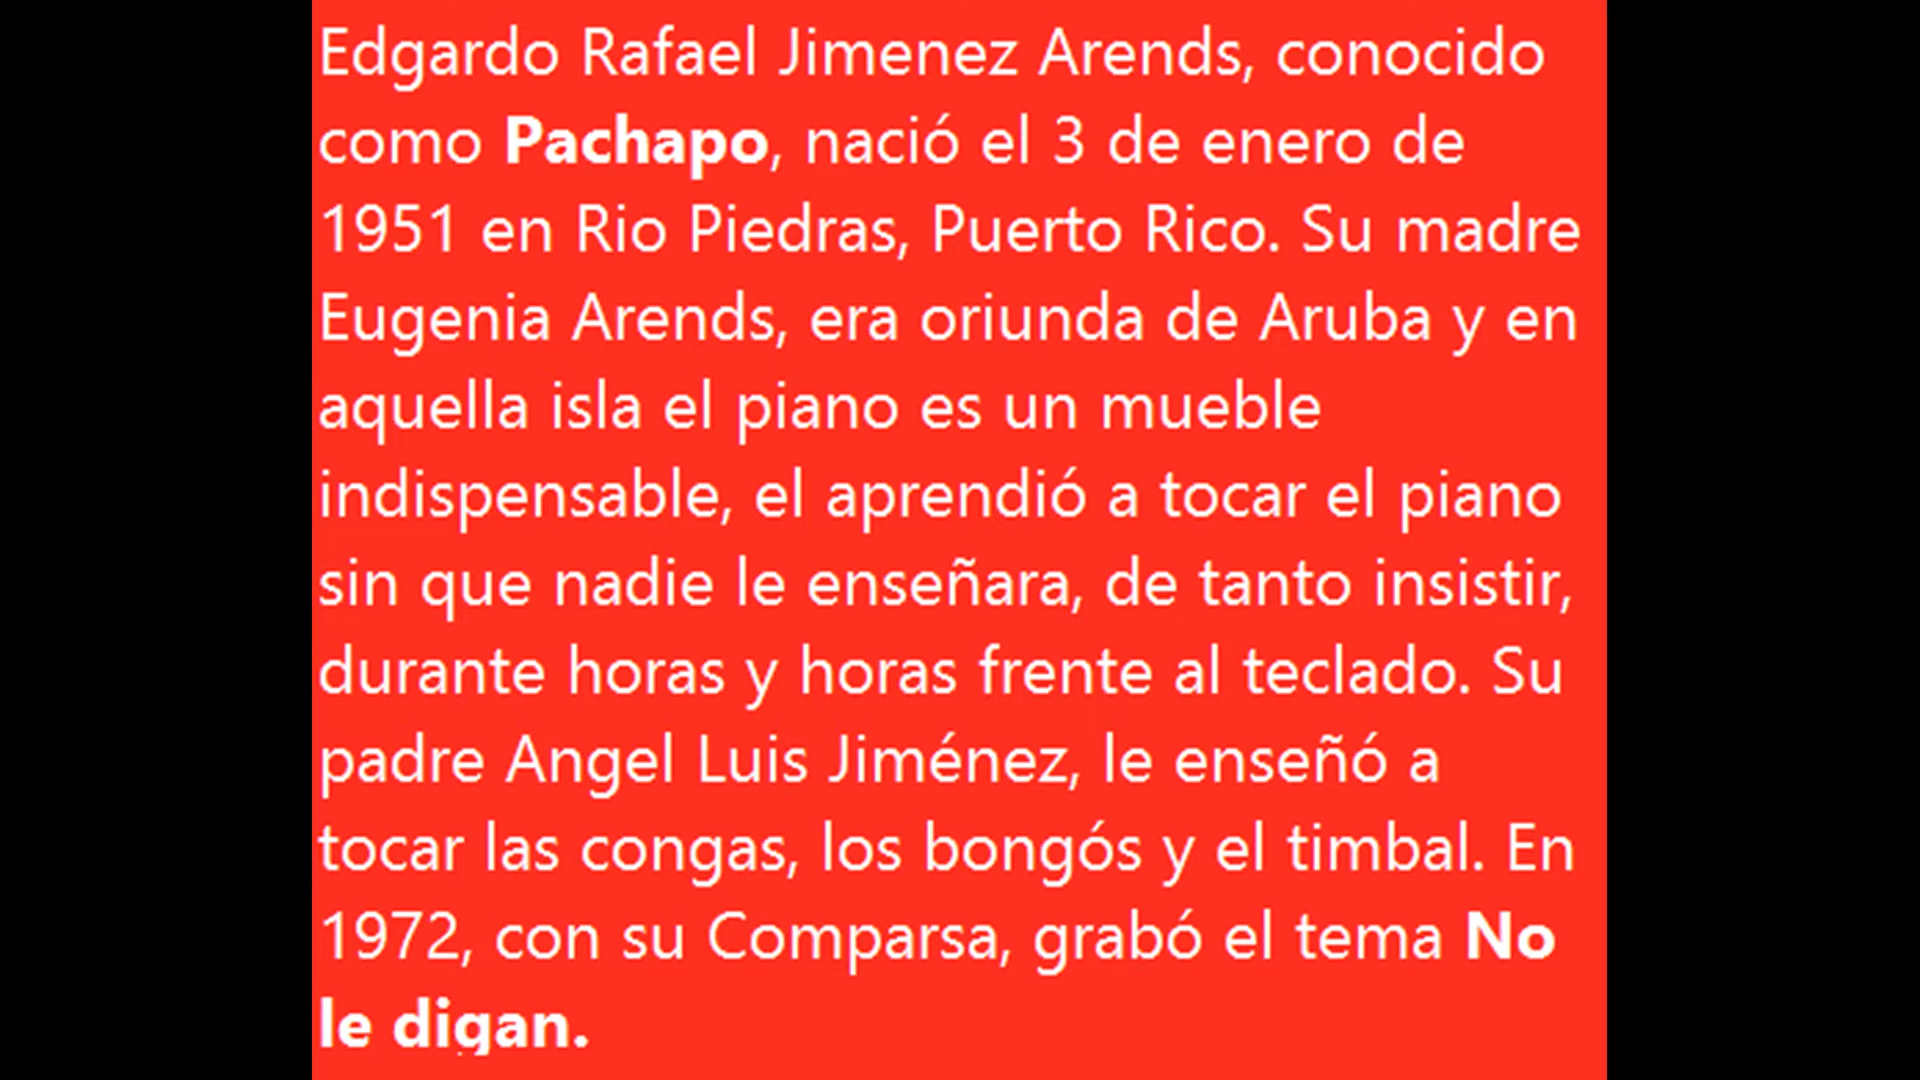 Edgardo Rafael Jimenez Arends, conocido
como Pachapo, nació el 3 de enero de
1951 en Rio Piedras, Puerto Rico. Su madre
Eugenia Arends, era oriunda de Aruba y en
aquella isla el piano es un mueble
indispensable, el aprendió a tocar el piano
sin que nadie le enseñara, de tanto insistir,
durante horas y horas frente al teclado. Su
padre Angel Luis Jiménez, le enseñó a
tocar las congas, los bongós y el timbal. En
1972, con su Comparsa, grabó el tema No
le digan.